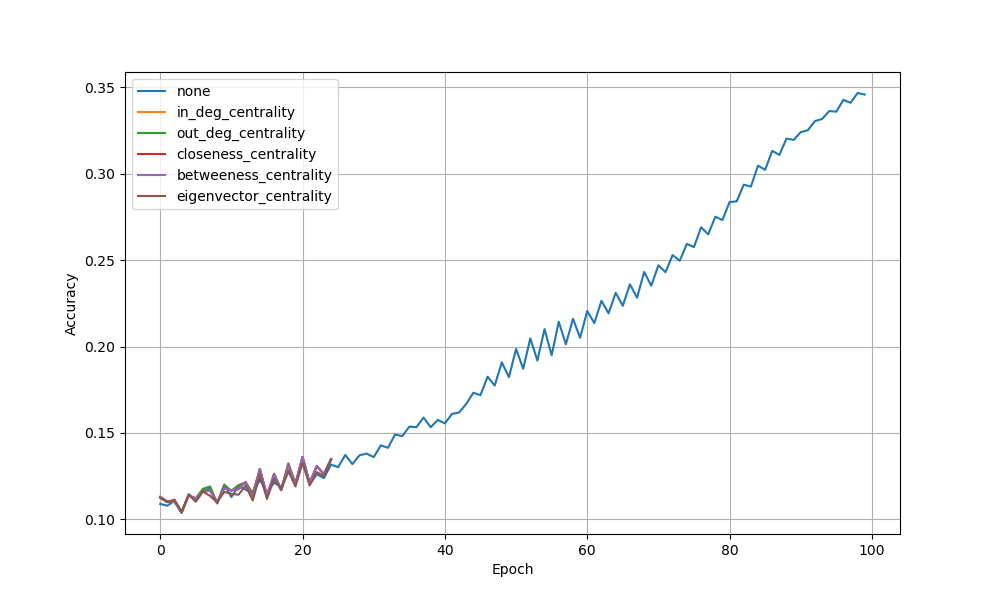 none
in_deg_centrality
out_deg_centrality
closeness_centrality
betweeness_centrality
eigenvector_centrality
0.35
0.30
0.25
0.20
0.15
0.10
Accuracy
0 20 40 60 80 100
Epoch